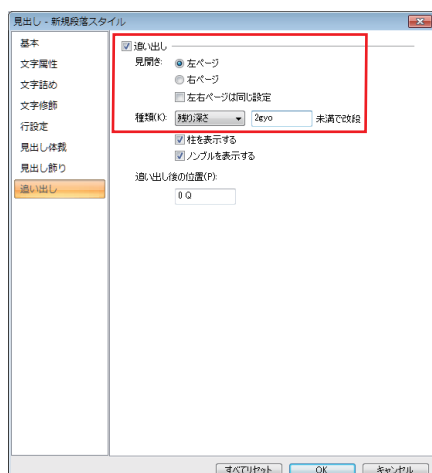 見出し - 新規段落スタイル
基本
文字属性
文字詰め
文字修飾
行設定
見出し体裁
見出し飾り
追い出し
追い出し
見開き: 左ページ
右ページ
左右ページは同じ設定
種類(K): 残り深さ 2gyo 未満で改段
柱を表示する
ノンブルを表示する
追い出し後の位置(P):
0 Q
すべてリセット OK キャンセル